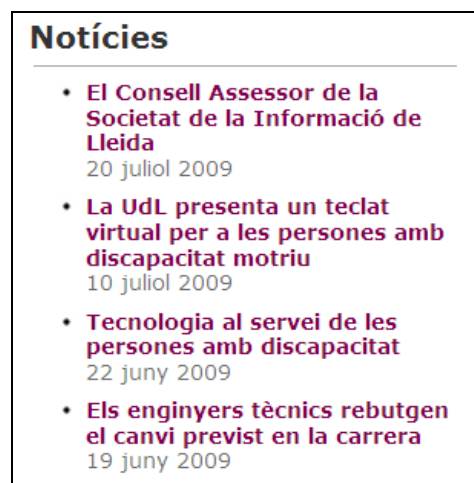 Notícies
• El Consell Assessor de la
Societat de la Informació de
Lleida
20 juliol 2009
• La UdL presenta un teclat
virtual per a les persones amb
discapacitat motriu
10 juliol 2009
• Tecnologia al servei de les
persones amb discapacitat
22 juny 2009
• Els enginyers tècnics rebutgen
el canvi previst en la carrera
19 juny 2009